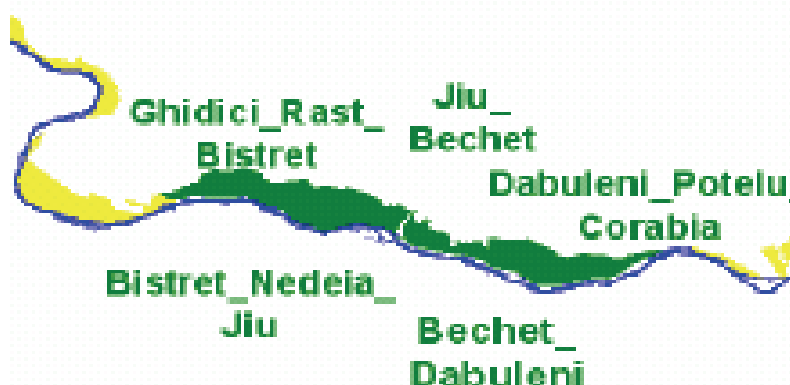 Ghidici_Rast_
Bistret
Jiu_
Bechet
Dabuleni_Potelu_
Corabia
Bistret_Nedeia_
Jiu
Bechet_
Dabuleni